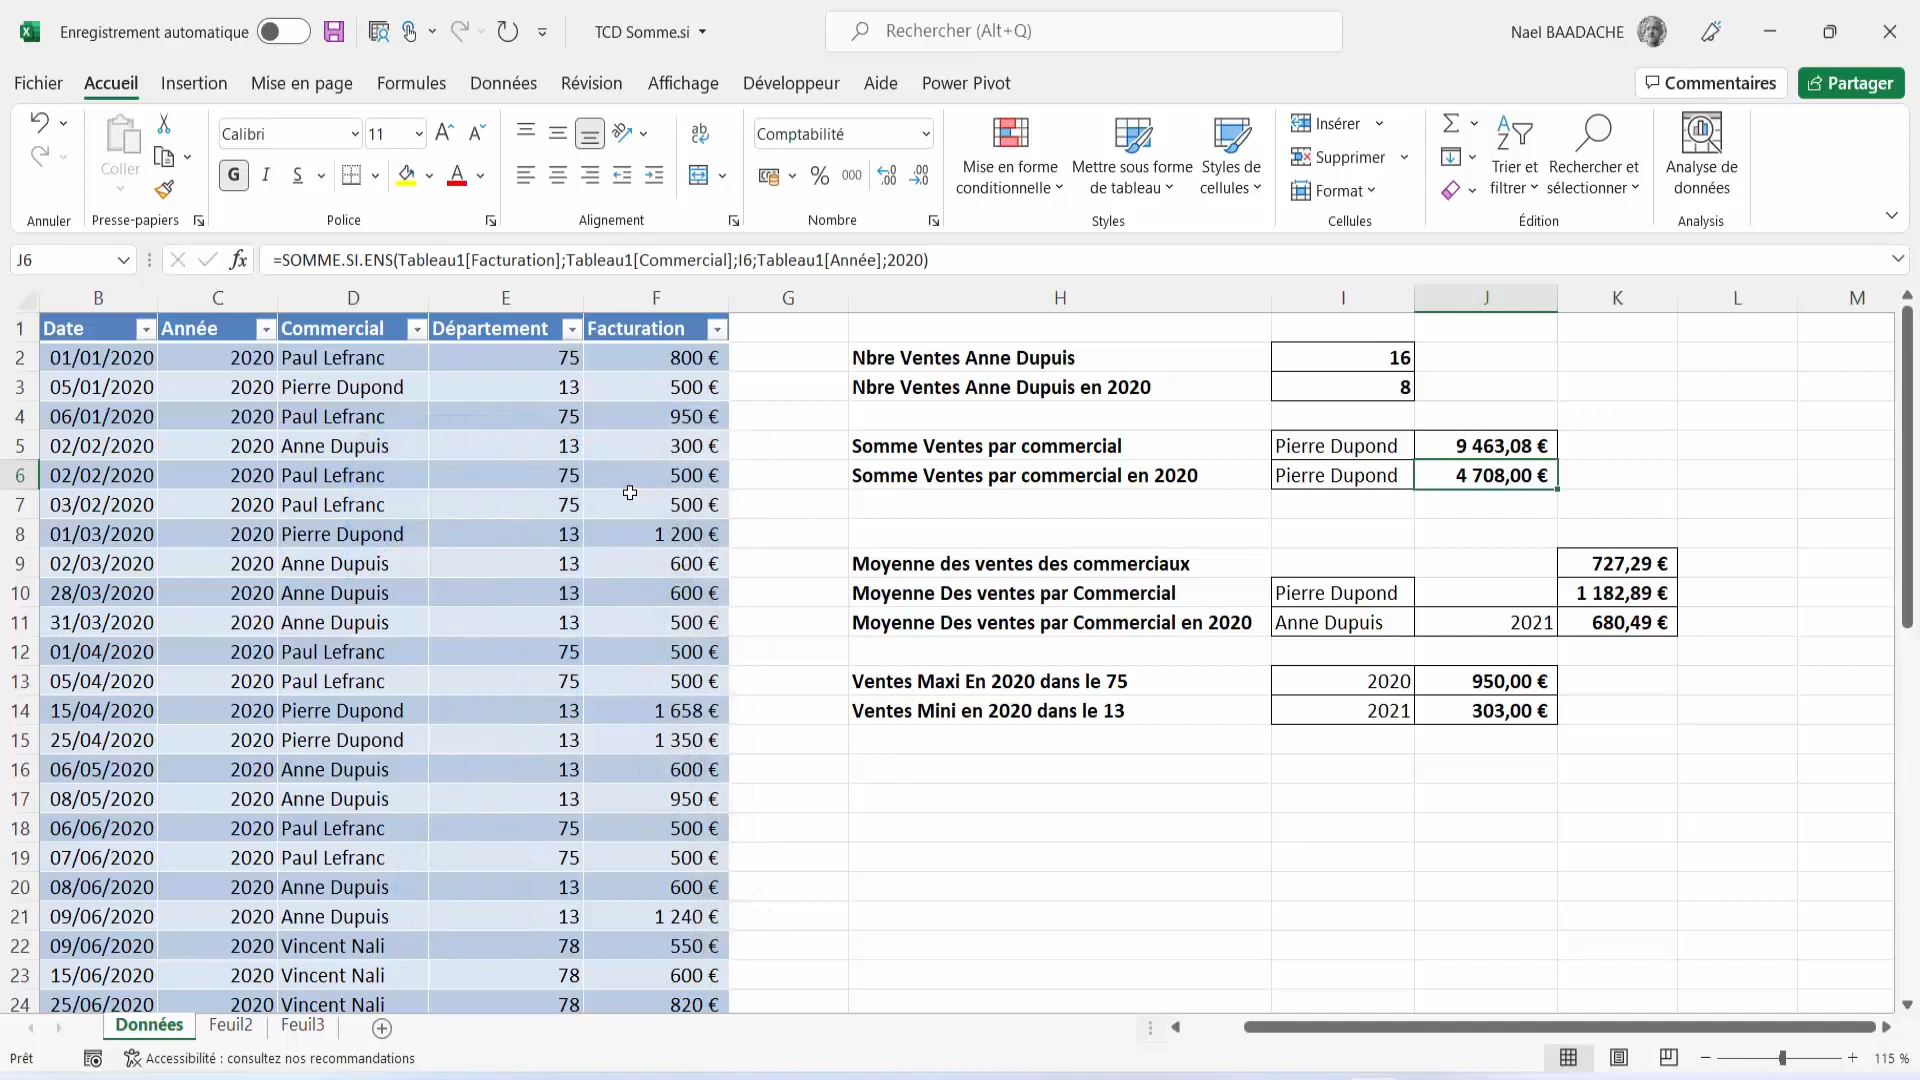 Enregistrement automatique
TCD Somme.si
Rechercher (Alt+Q)
Nael BAADACHE
Fichier Accueil Insertion Mise en page Formules Données Révision Affichage Développeur Aide Power Pivot
Commentaires Partager
Coller
Calibri 11
Comptabilité
G I S
% 000
Mise en forme conditionnelle
Mettre sous forme de tableau
Styles de cellules
Insérer
Supprimer
Format
Trier et filtrer
Rechercher et sélectionner
Analyse de données
Annuler Presse-papiers Police Alignement Nombre Styles Cellules Édition Analysis
J6 fx =SOMME.SI.ENS(Tableau1[Facturation];Tableau1[Commercial];I6;Tableau1[Année];2020)
B C D E F G H I J K L M
1 Date Année Commercial Département Facturation
2 01/01/2020 2020 Paul Lefranc 75 800 € Nbre Ventes Anne Dupuis 16
3 05/01/2020 2020 Pierre Dupond 13 500 € Nbre Ventes Anne Dupuis en 2020 8
4 06/01/2020 2020 Paul Lefranc 75 950 €
5 02/02/2020 2020 Anne Dupuis 13 300 € Somme Ventes par commercial Pierre Dupond 9 463,08 €
6 02/02/2020 2020 Paul Lefranc 75 500 € Somme Ventes par commercial en 2020 Pierre Dupond 4 708,00 €
7 03/02/2020 2020 Paul Lefranc 75 500 €
8 01/03/2020 2020 Pierre Dupond 13 1 200 €
9 02/03/2020 2020 Anne Dupuis 13 600 € Moyenne des ventes des commerciaux 727,29 €
10 28/03/2020 2020 Anne Dupuis 13 600 € Moyenne Des ventes par Commercial Pierre Dupond 1 182,89 €
11 31/03/2020 2020 Anne Dupuis 13 500 € Moyenne Des ventes par Commercial en 2020 Anne Dupuis 2021 680,49 €
12 01/04/2020 2020 Paul Lefranc 75 500 €
13 05/04/2020 2020 Paul Lefranc 75 500 € Ventes Maxi En 2020 dans le 75 2020 950,00 €
14 15/04/2020 2020 Pierre Dupond 13 1 658 € Ventes Mini en 2020 dans le 13 2021 303,00 €
15 25/04/2020 2020 Pierre Dupond 13 1 350 €
16 06/05/2020 2020 Anne Dupuis 13 600 €
17 08/05/2020 2020 Anne Dupuis 13 950 €
18 06/06/2020 2020 Paul Lefranc 75 500 €
19 07/06/2020 2020 Paul Lefranc 75 500 €
20 08/06/2020 2020 Anne Dupuis 13 600 €
21 09/06/2020 2020 Anne Dupuis 13 1 240 €
22 09/06/2020 2020 Vincent Nali 78 550 €
23 15/06/2020 2020 Vincent Nali 78 600 €
24 25/06/2020 2020 Vincent Nali 78 820 €
Données Feuil2 Feuil3
Prêt Accessibilité : consultez nos recommandations 115 %